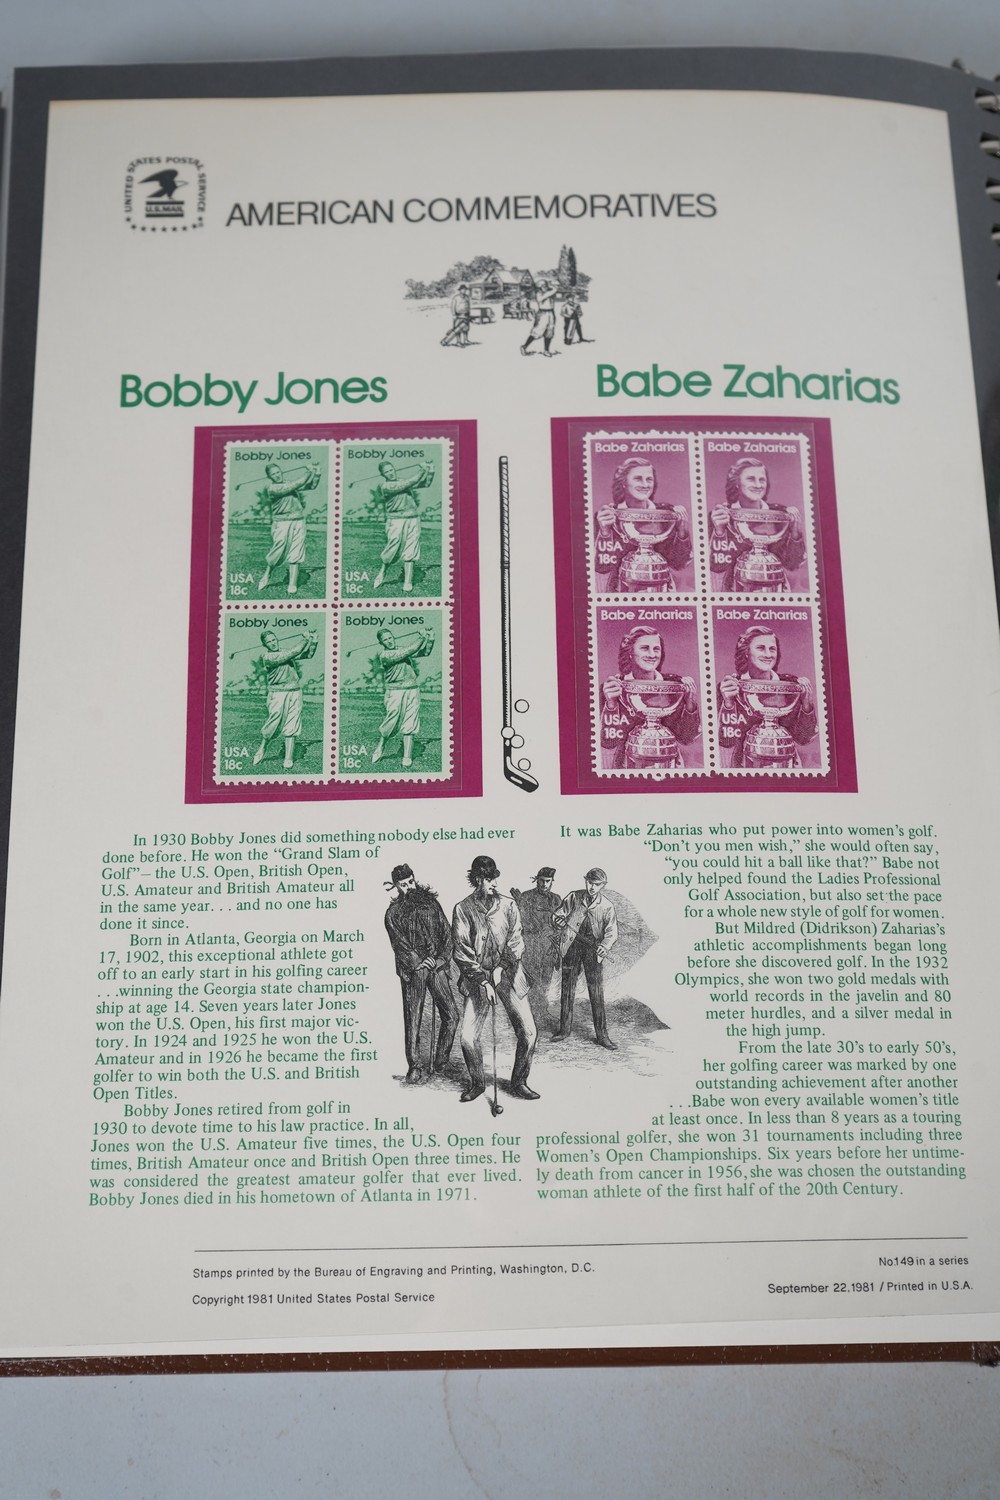 UNITED STATES POSTAL SERVICE
U.S. MAIL
AMERICAN COMMEMORATIVES
Bobby Jones
Babe Zaharias
Bobby Jones
USA
18c
Bobby Jones
USA
18c
Bobby Jones
USA
18c
Bobby Jones
USA
18c
Babe Zaharias
USA
18c
Babe Zaharias
USA
18c
Babe Zaharias
USA
18c
Babe Zaharias
USA
18c
In 1930 Bobby Jones did something nobody else had ever
done before. He won the “Grand Slam of
Golf”– the U.S. Open, British Open,
U.S. Amateur and British Amateur all
in the same year. . . and no one has
done it since.
Born in Atlanta, Georgia on March
17, 1902, this exceptional athlete got
off to an early start in his golfing career
. . .winning the Georgia state champion-
ship at age 14. Seven years later Jones
won the U.S. Open, his first major vic-
tory. In 1924 and 1925 he won the U.S.
Amateur and in 1926 he became the first
golfer to win both the U.S. and British
Open Titles.
Bobby Jones retired from golf in
1930 to devote time to his law practice. In all,
Jones won the U.S. Amateur five times, the U.S. Open four
times, British Amateur once and British Open three times. He
was considered the greatest amateur golfer that ever lived.
Bobby Jones died in his hometown of Atlanta in 1971.
It was Babe Zaharias who put power into women's golf.
“Don't you men wish,” she would often say,
“you could hit a ball like that?” Babe not
only helped found the Ladies Professional
Golf Association, but also set the pace
for a whole new style of golf for women.
But Mildred (Didrikson) Zaharias's
athletic accomplishments began long
before she discovered golf. In the 1932
Olympics, she won two gold medals with
world records in the javelin and 80
meter hurdles, and a silver medal in
the high jump.
From the late 30's to early 50's,
her golfing career was marked by one
outstanding achievement after another
. . .Babe won every available women's title
at least once. In less than 8 years as a touring
professional golfer, she won 31 tournaments including three
Women's Open Championships. Six years before her untime-
ly death from cancer in 1956, she was chosen the outstanding
woman athlete of the first half of the 20th Century.
Stamps printed by the Bureau of Engraving and Printing, Washington, D.C.
Copyright 1981 United States Postal Service
No.149 in a series
September 22, 1981 / Printed in U.S.A.